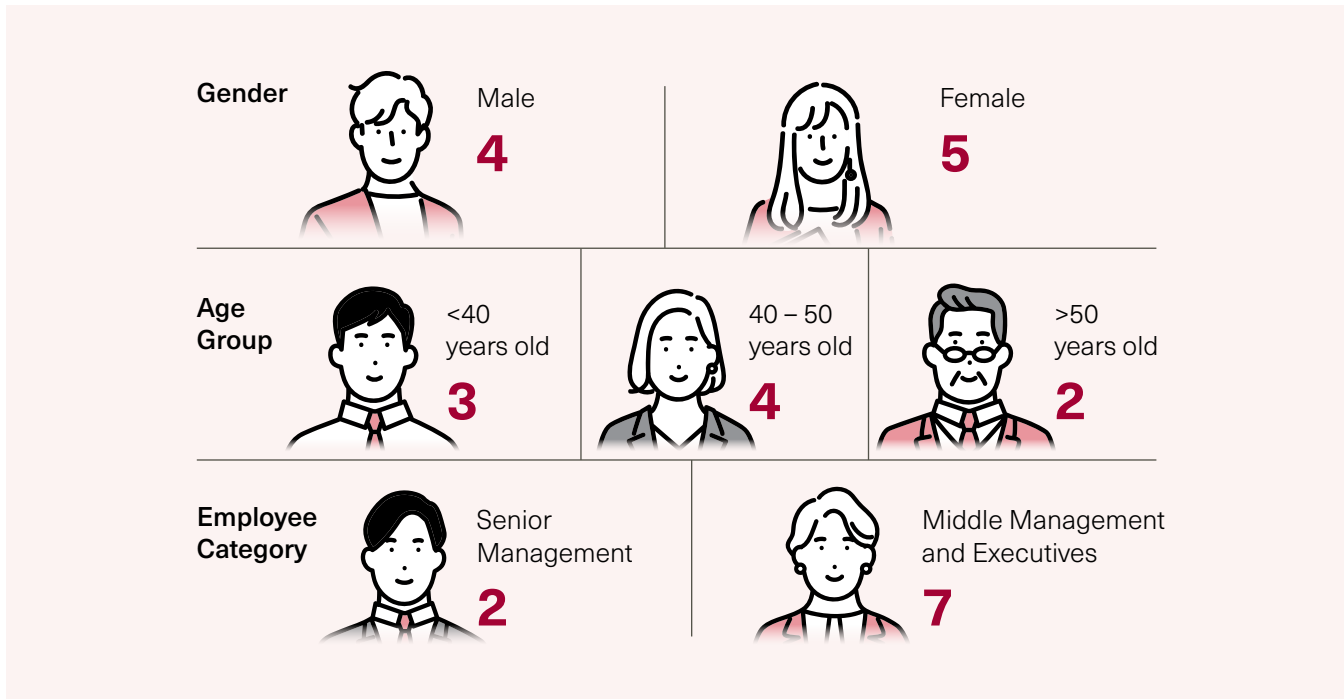 Gender
Male
4
Female
5
Age
Group
<40
years old
3
40 – 50
years old
4
>50
years old
2
Employee
Category
Senior
Management
2
Middle Management
and Executives
7